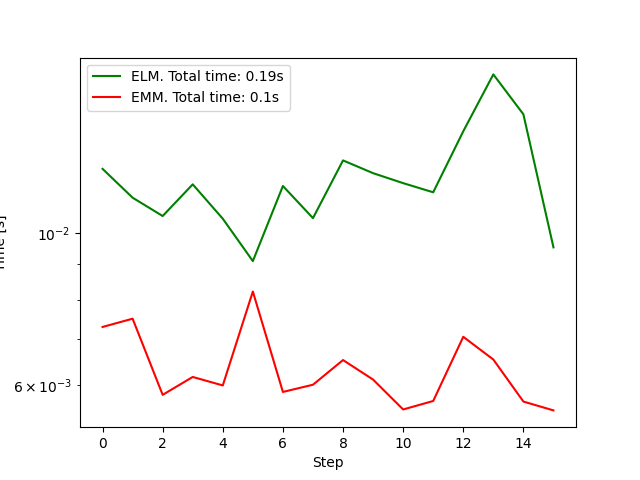 ELM. Total time: 0.19s
EMM. Total time: 0.1s
Time [s]
10⁻²
6 × 10⁻³
0 2 4 6 8 10 12 14
Step